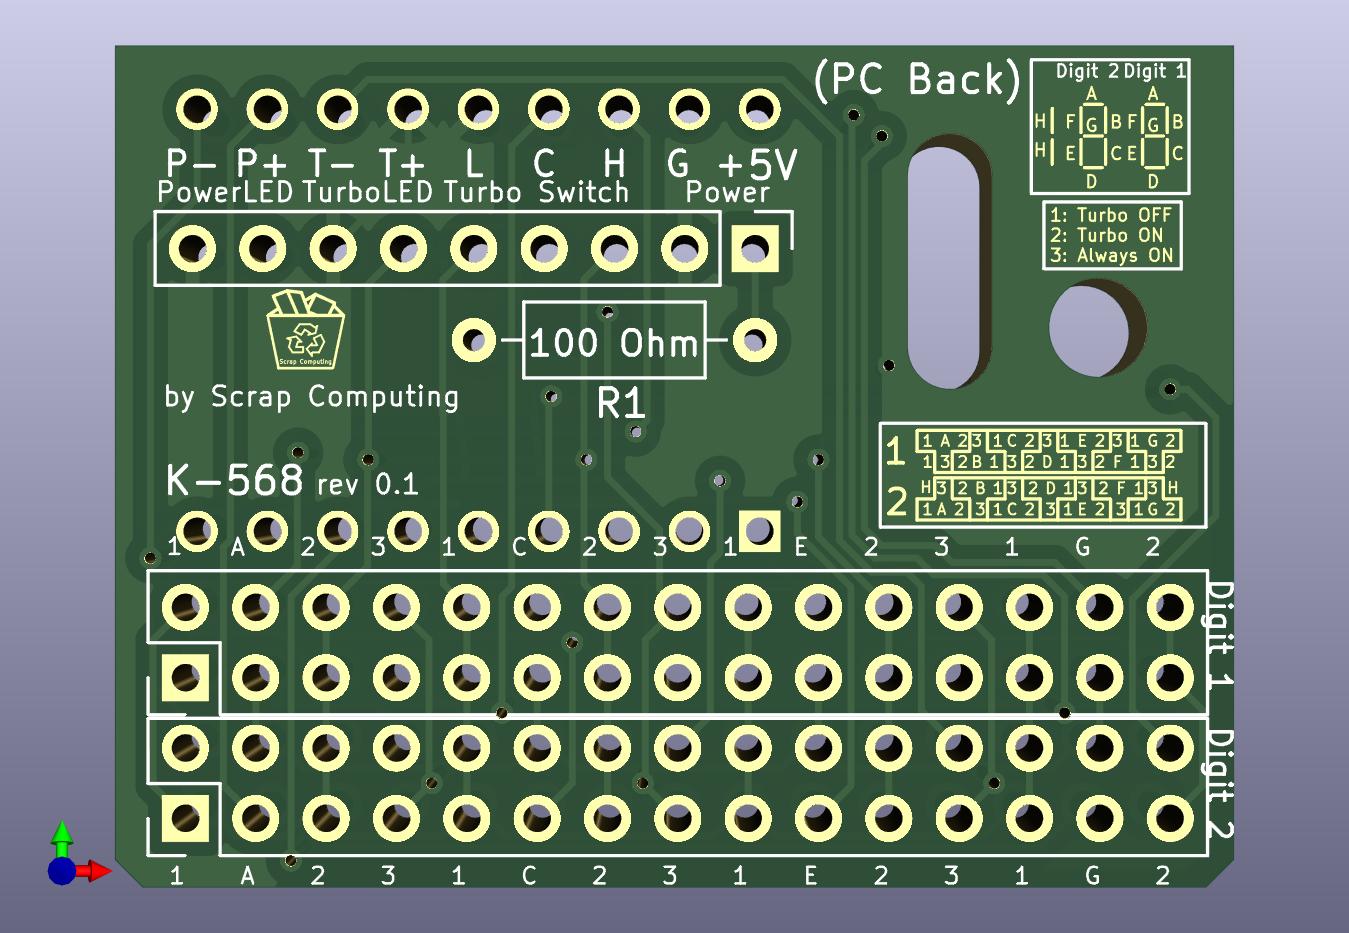 (PC Back)
Digit 2 Digit 1
A A
H F G B F G B
H E C E C
D D
P- P+ T- T+ L C H G +5V
PowerLED TurboLED Turbo Switch Power
1: Turbo OFF
2: Turbo ON
3: Always ON
100 Ohm
R1
Scrap Computing
by Scrap Computing
K-568 rev 0.1
1 1 A 2 3 1 C 2 3 1 E 2 3 1 G 2
1 3 2 B 1 3 2 D 1 3 2 F 1 3 2
2 H 3 2 B 1 3 2 D 1 3 2 F 1 3 H
1 A 2 3 1 C 2 3 1 E 2 3 1 G 2
1 A 2 3 1 C 2 3 1 E 2 3 1 G 2
Digit 1
Digit 2
1 A 2 3 1 C 2 3 1 E 2 3 1 G 2